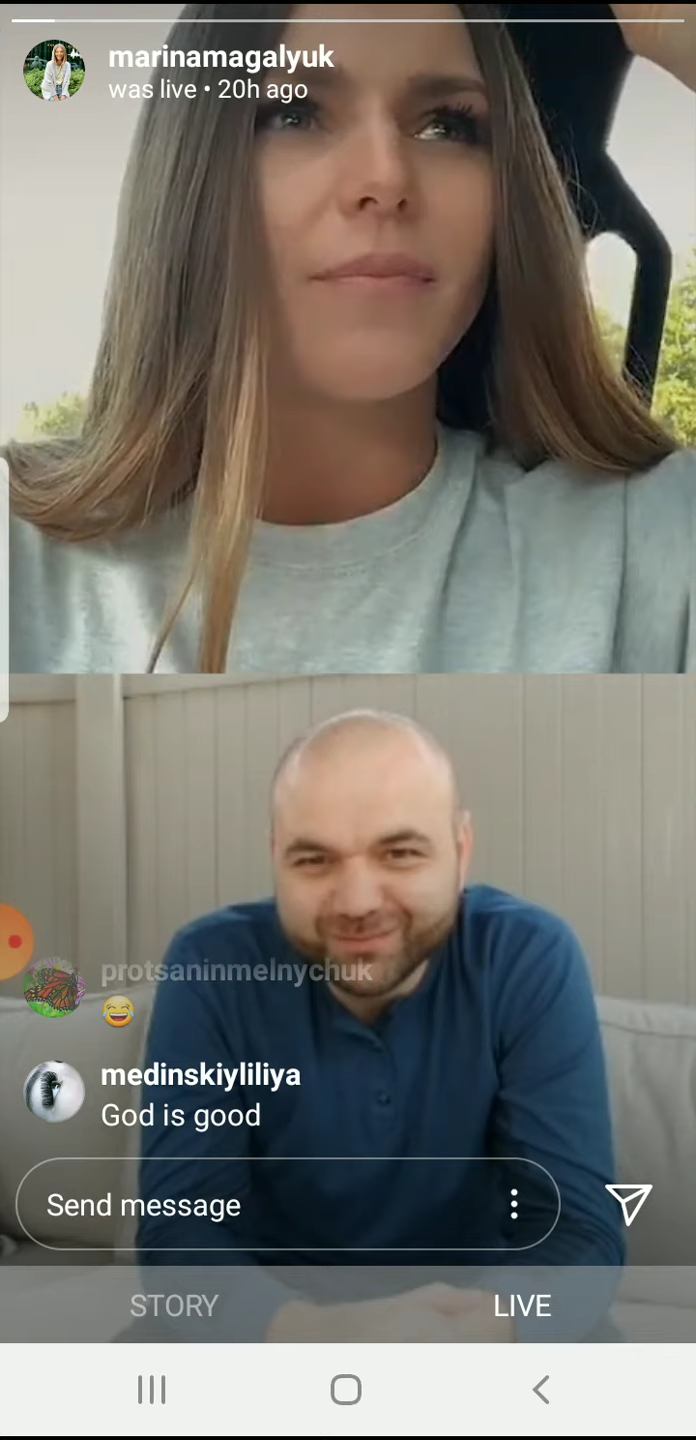 marinamagalyuk
was live • 20h ago
protsaninmelnychuk
😂
medinskiyliliya
God is good
Send message
STORY
LIVE